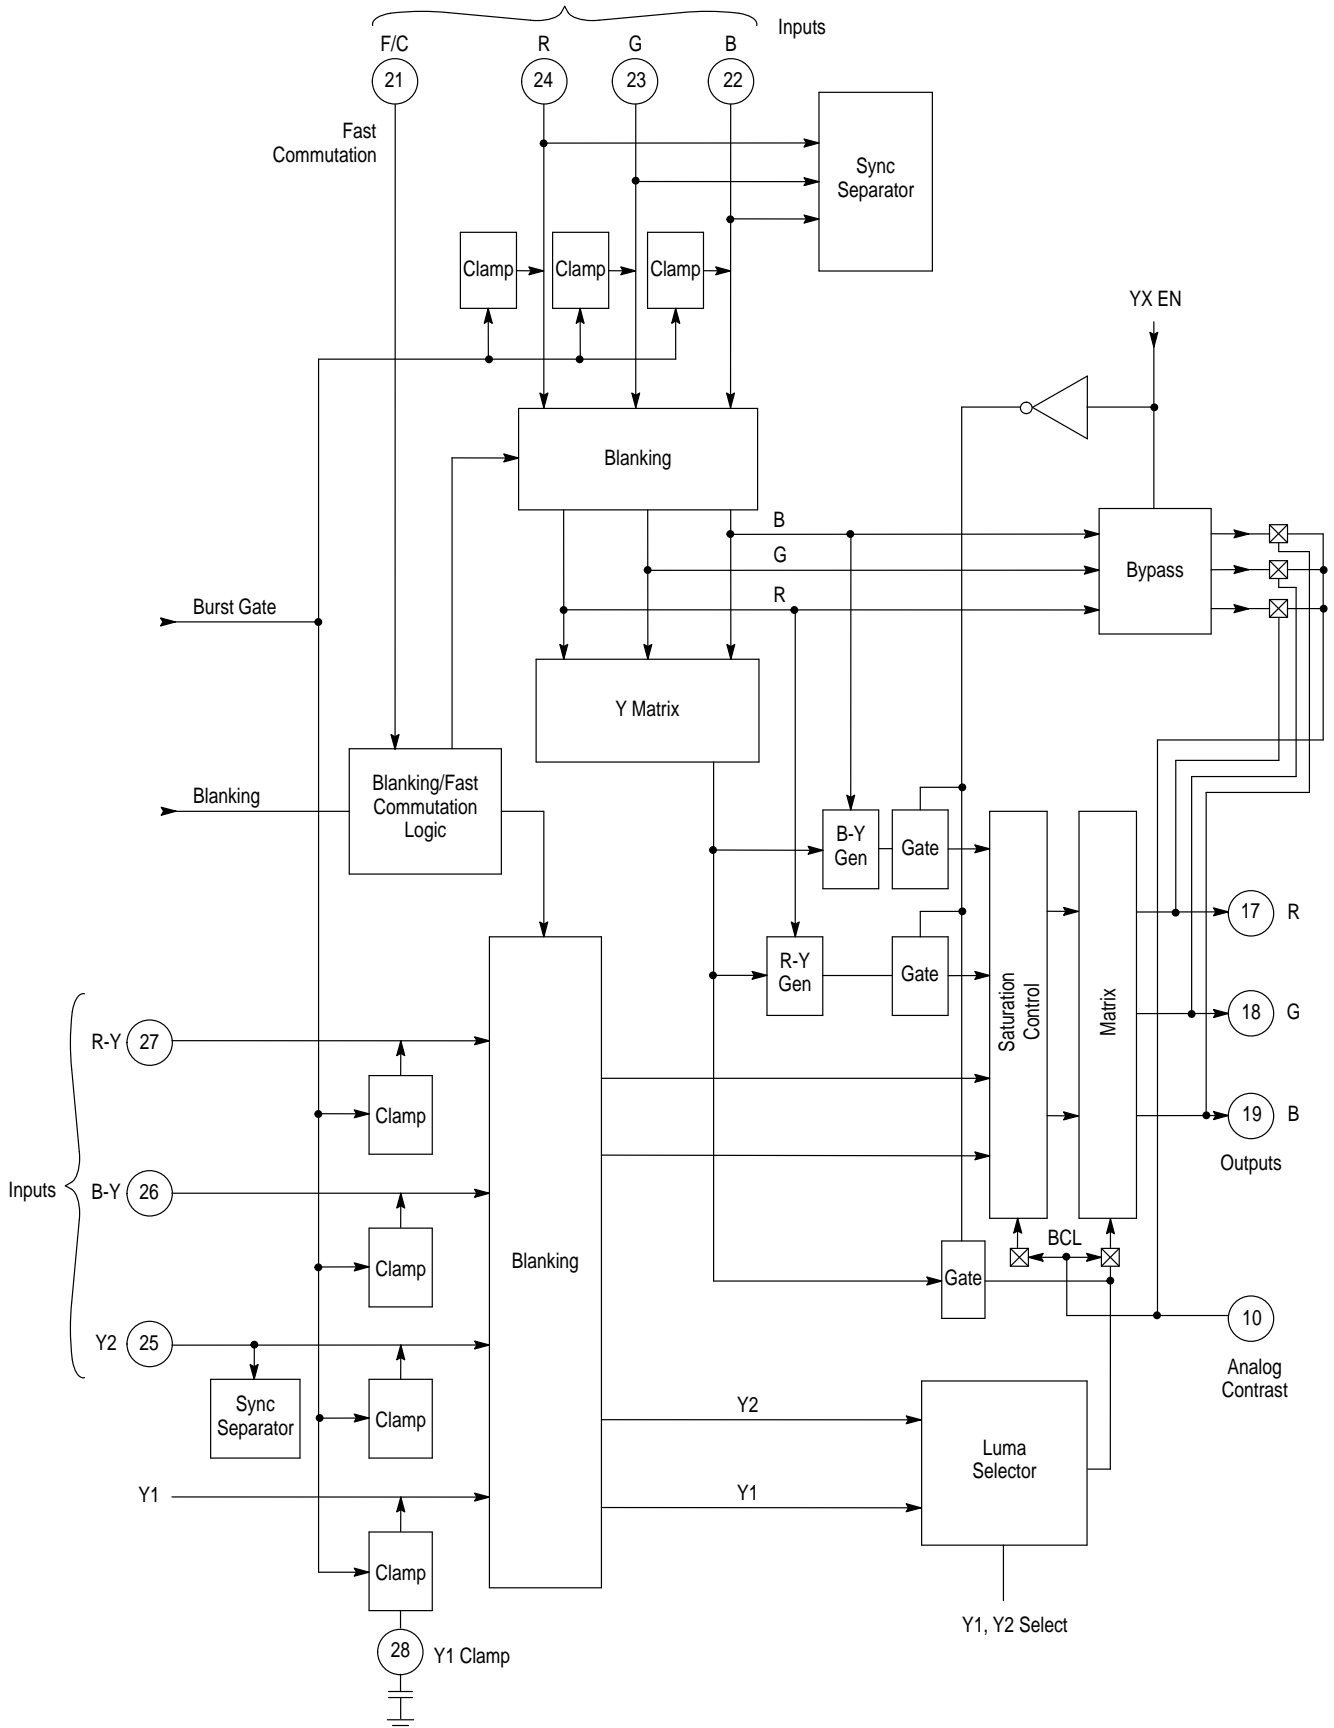 Inputs
F/C
R
G
B
21
24
23
22
Fast
Commutation
Sync
Separator
Clamp
Clamp
Clamp
YX EN
Blanking
B
G
R
Bypass
Burst Gate
Y Matrix
Blanking
Blanking/Fast
Commutation
Logic
B-Y
Gen
Gate
R-Y
Gen
Gate
Saturation
Control
Matrix
17
R
18
G
19
B
Outputs
R-Y
27
Clamp
Inputs
B-Y
26
Clamp
Blanking
BCL
Gate
10
Analog
Contrast
Y2
25
Sync
Separator
Clamp
Y2
Luma
Selector
Y1
Y1
Clamp
Y1, Y2 Select
28
Y1 Clamp